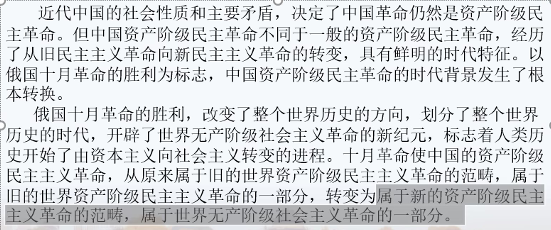 近代中国的社会性质和主要矛盾，决定了中国革命仍然是资产阶级民
主革命。但中国资产阶级民主革命不同于一般的资产阶级民主革命，经历
了从旧民主主义革命向新民主主义革命的转变，具有鲜明的时代特征。以
俄国十月革命的胜利为标志，中国资产阶级民主革命的时代背景发生了根
本转换。
俄国十月革命的胜利，改变了整个世界历史的方向，划分了整个世界
历史的时代，开辟了世界无产阶级社会主义革命的新纪元，标志着人类历
史开始了由资本主义向社会主义转变的进程。十月革命使中国的资产阶级
民主主义革命，从原来属于旧的世界资产阶级民主主义革命的范畴，属于
旧的世界资产阶级民主主义革命的一部分，转变为属于新的资产阶级民主
主义革命的范畴，属于世界无产阶级社会主义革命的一部分。